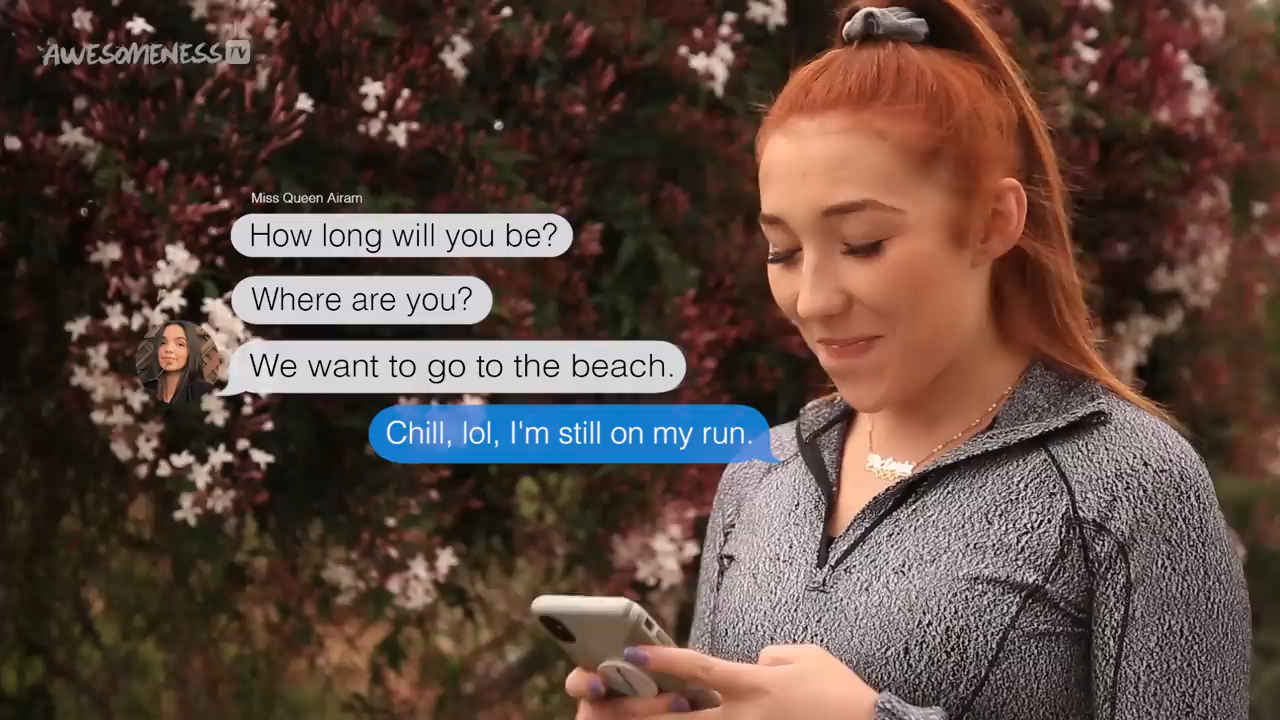 AWESOMENESS TV
Miss Queen Airam
How long will you be?
Where are you?
We want to go to the beach.
Chill, lol, I'm still on my run.